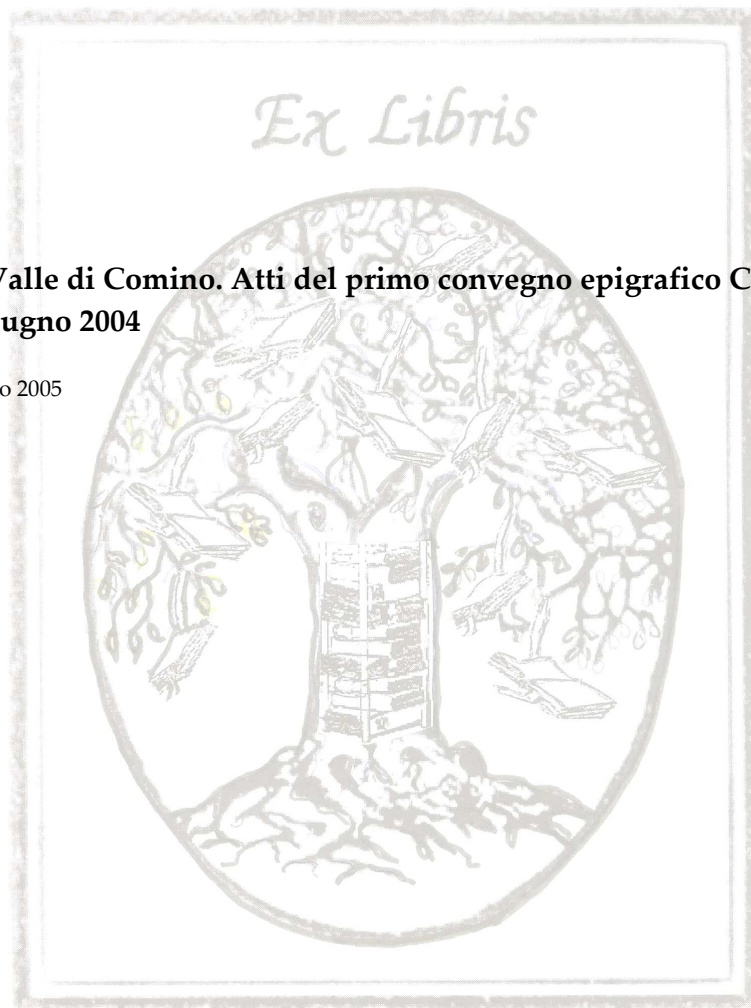 Ex Libris
Valle di Comino. Atti del primo convegno epigrafico C
ugno 2004
o 2005